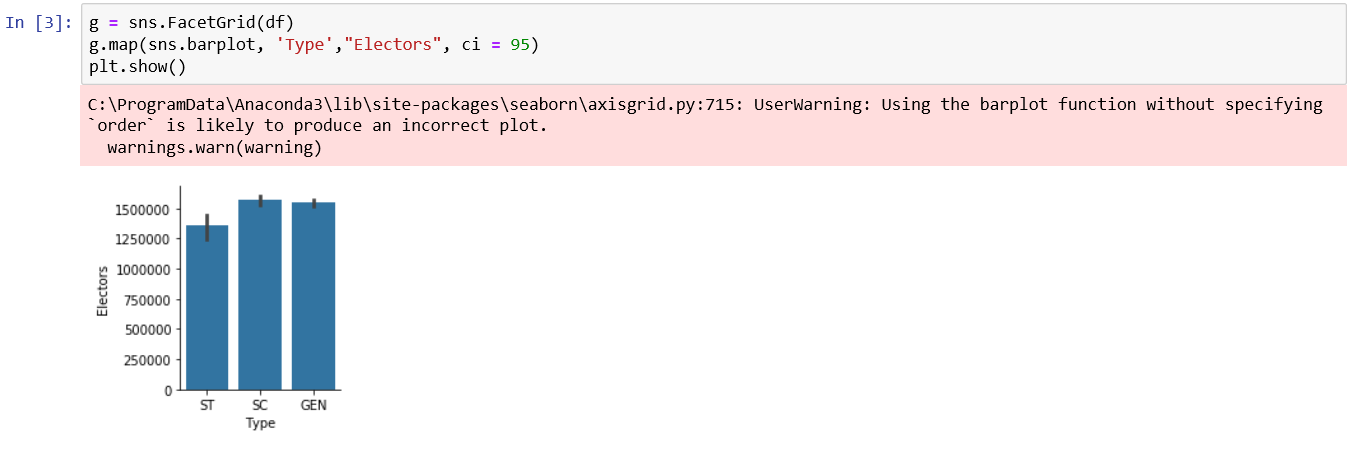 In [3]: g = sns.FacetGrid(df)
g.map(sns.barplot, 'Type',"Electors", ci = 95)
plt.show()
C:\ProgramData\Anaconda3\lib\site-packages\seaborn\axisgrid.py:715: UserWarning: Using the barplot function without specifying
`order` is likely to produce an incorrect plot.
warnings.warn(warning)
1500000
1250000
1000000
750000
500000
250000
0
Electors
ST SC GEN
Type